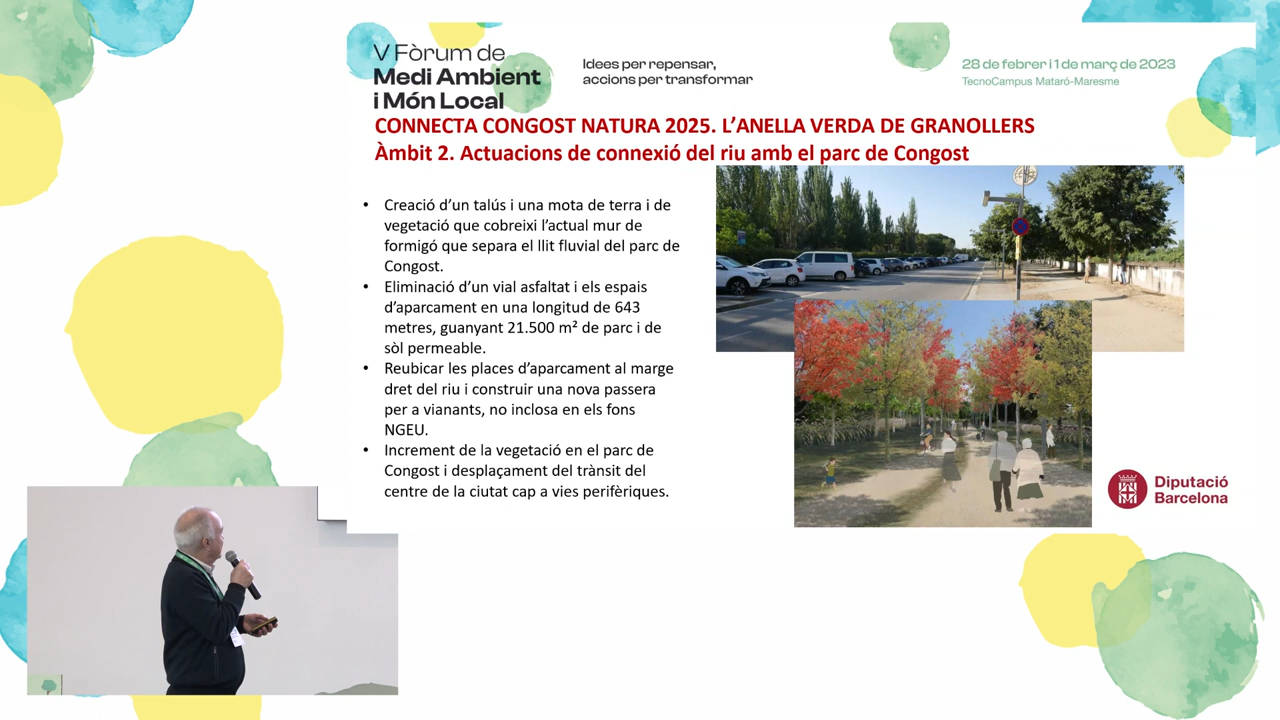 V Fòrum de
Medi Ambient
i Món Local
Idees per repensar,
accions per transformar
28 de febrer i 1 de març de 2023
TecnoCampus Mataró-Maresme
CONNECTA CONGOST NATURA 2025. L’ANELLA VERDA DE GRANOLLERS
Àmbit 2. Actuacions de connexió del riu amb el parc de Congost
• Creació d’un talús i una mota de terra i de
vegetació que cobreixi l’actual mur de
formigó que separa el llit fluvial del parc de
Congost.
• Eliminació d’un vial asfaltat i els espais
d’aparcament en una longitud de 643
metres, guanyant 21.500 m² de parc i de
sòl permeable.
• Reubicar les places d’aparcament al marge
dret del riu i construir una nova passera
per a vianants, no inclosa en els fons
NGEU.
• Increment de la vegetació en el parc de
Congost i desplaçament del trànsit del
centre de la ciutat cap a vies perifèriques.
Diputació
Barcelona